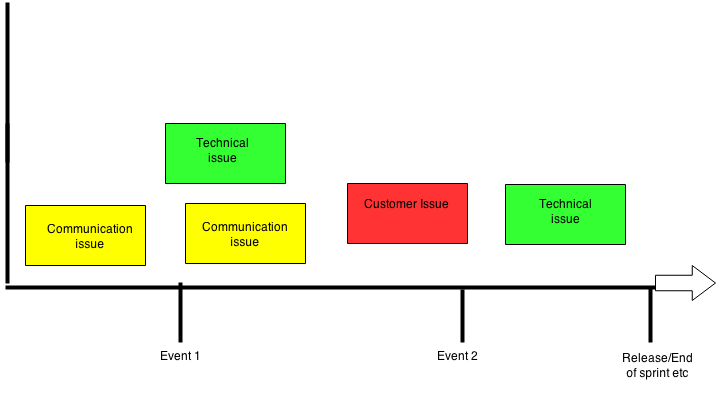 Technical
issue
Communication
issue
Communication
issue
Customer Issue
Technical
issue
Event 1
Event 2
Release/End
of sprint etc